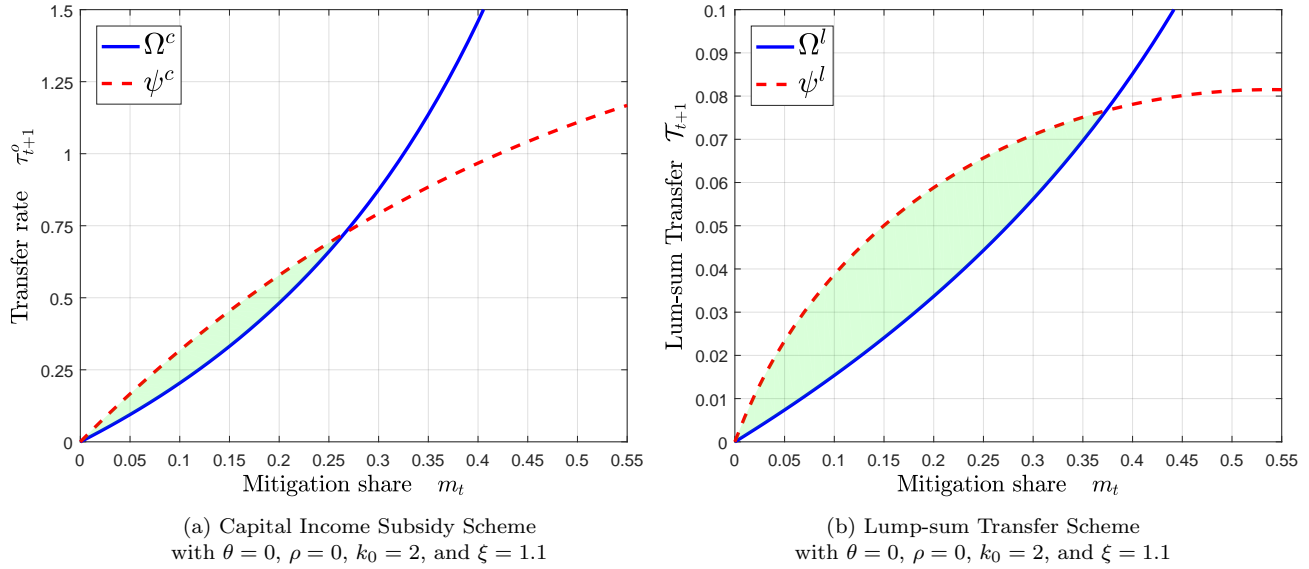 1.5
1.25
1
0.75
0.5
0.25
0
Ω^c
ψ^c
Transfer rate τ^o_{t+1}
0 0.05 0.1 0.15 0.2 0.25 0.3 0.35 0.4 0.45 0.5 0.55
Mitigation share m_t
(a) Capital Income Subsidy Scheme
with θ = 0, ρ = 0, k_0 = 2, and ξ = 1.1
0.1
0.09
0.08
0.07
0.06
0.05
0.04
0.03
0.02
0.01
0
Ω^l
ψ^l
Lum-sum Transfer 𝒯_{t+1}
0 0.05 0.1 0.15 0.2 0.25 0.3 0.35 0.4 0.45 0.5 0.55
Mitigation share m_t
(b) Lump-sum Transfer Scheme
with θ = 0, ρ = 0, k_0 = 2, and ξ = 1.1